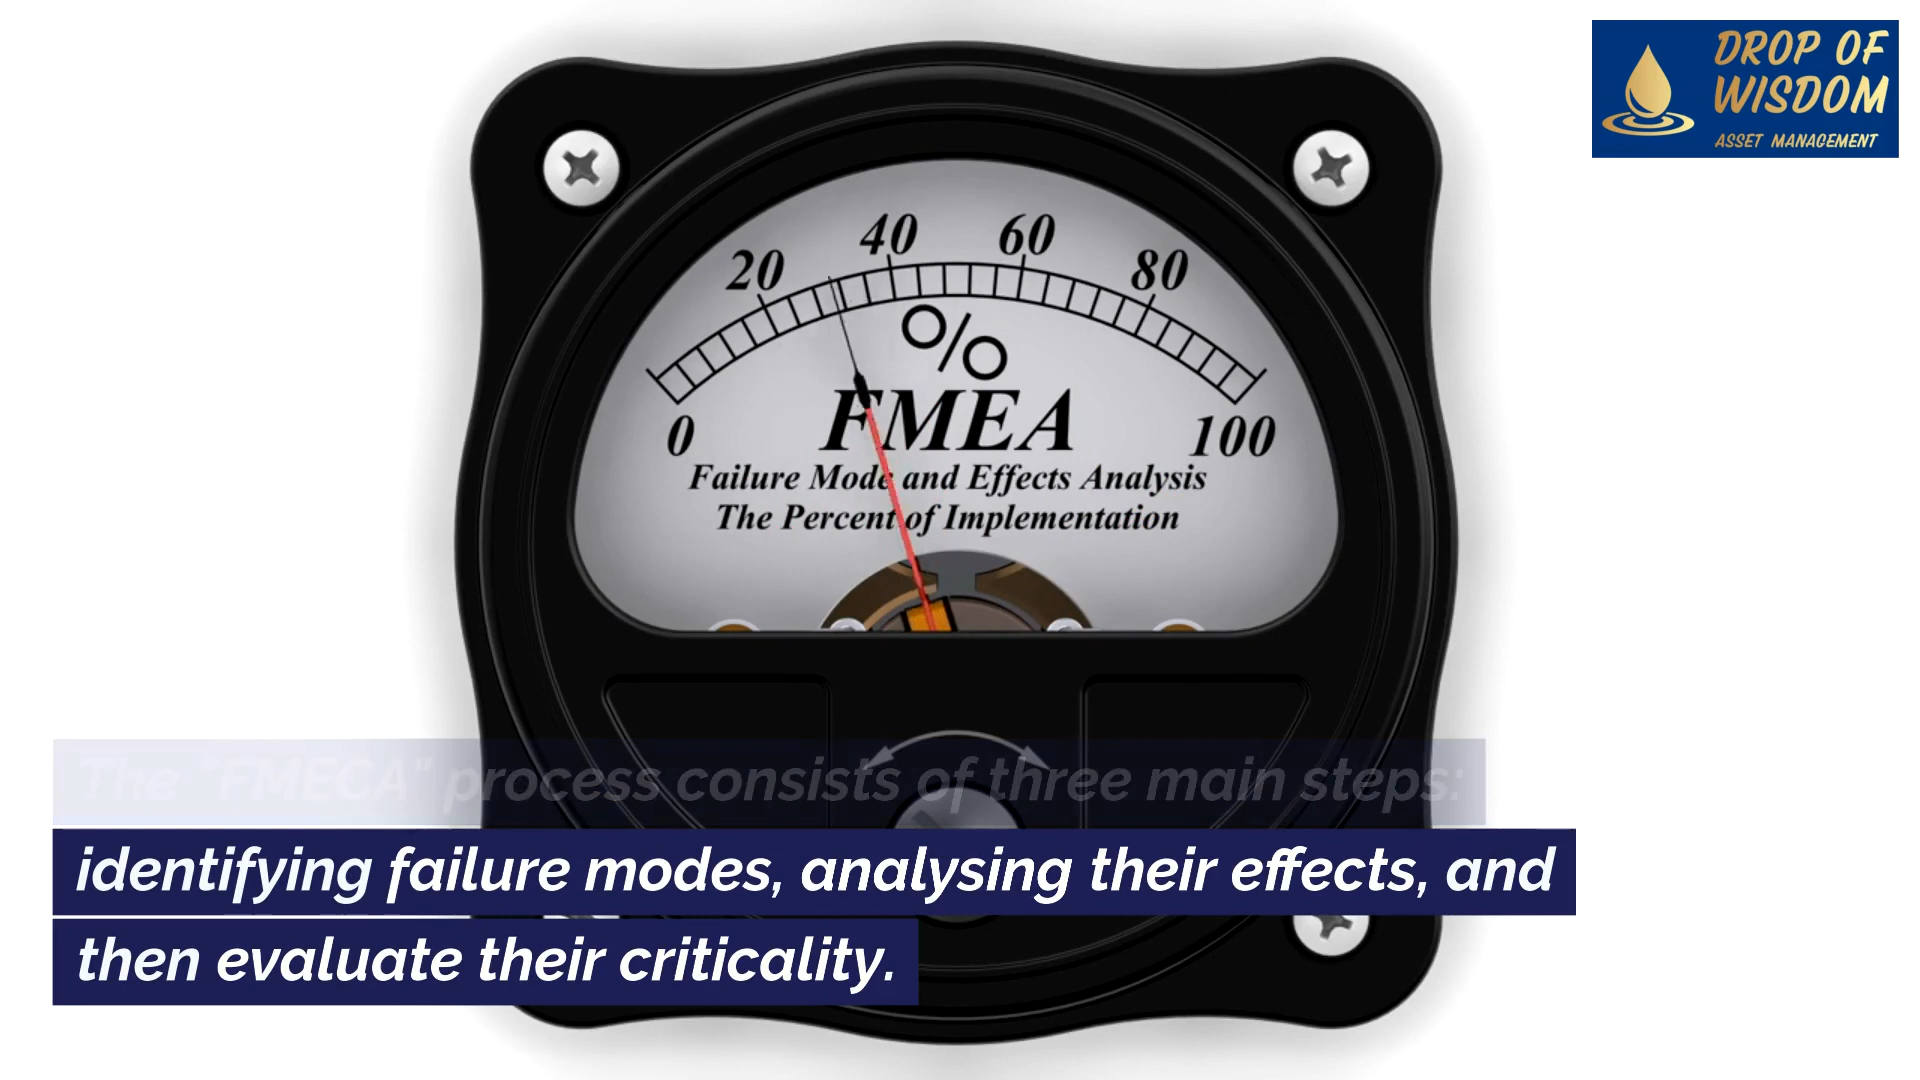 DROP OF
WISDOM
ASSET MANAGEMENT
20 40 60 80
%
0 100
FMEA
Failure Mode and Effects Analysis
The Percent of Implementation
The "FMECA" process consists of three main steps:
identifying failure modes, analysing their effects, and
then evaluate their criticality.